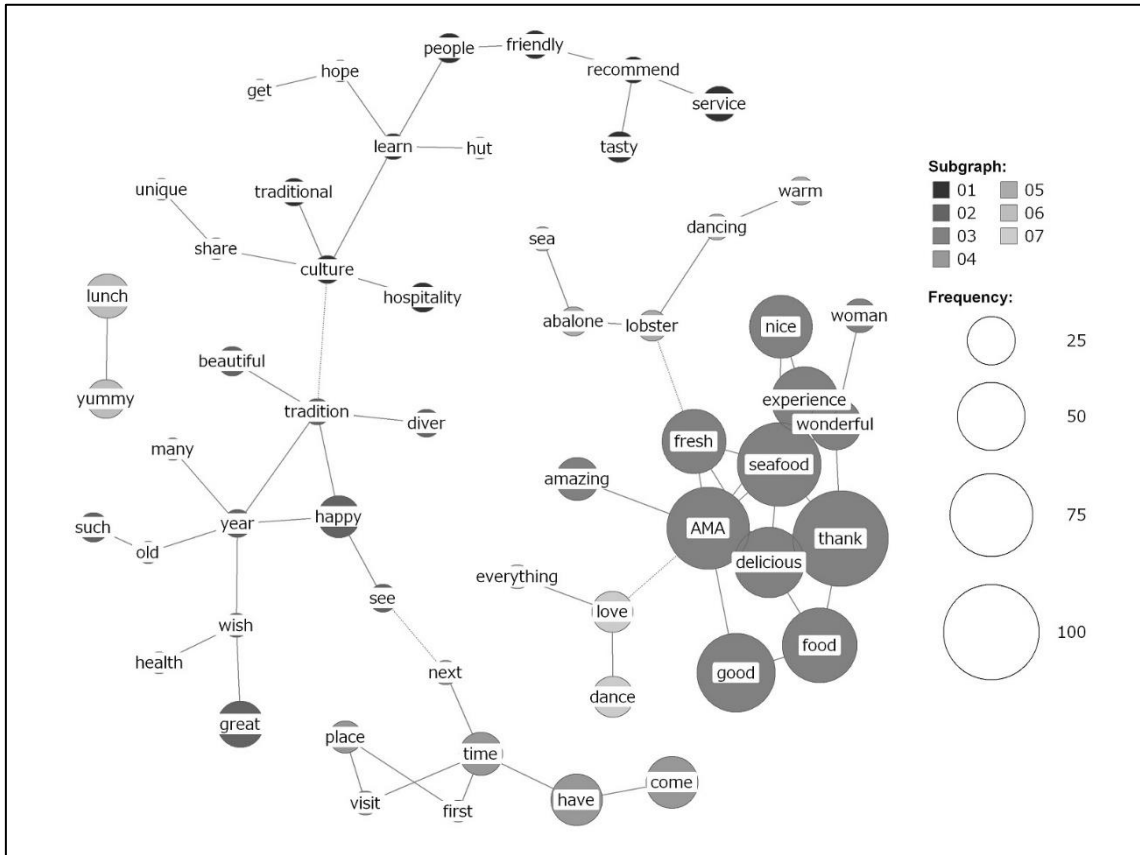 people
friendly
recommend
hope
get
service
learn
hut
tasty
unique
traditional
warm
share
dancing
sea
culture
hospitality
lunch
abalone
lobster
nice
woman
beautiful
yummy
experience
tradition
diver
wonderful
many
fresh
seafood
amazing
such
year
happy
AMA
thank
old
delicious
everything
see
love
wish
food
health
next
good
dance
great
place
time
come
visit
first
have
Subgraph:
01 05
02 06
03 07
04
Frequency:
25
50
75
100